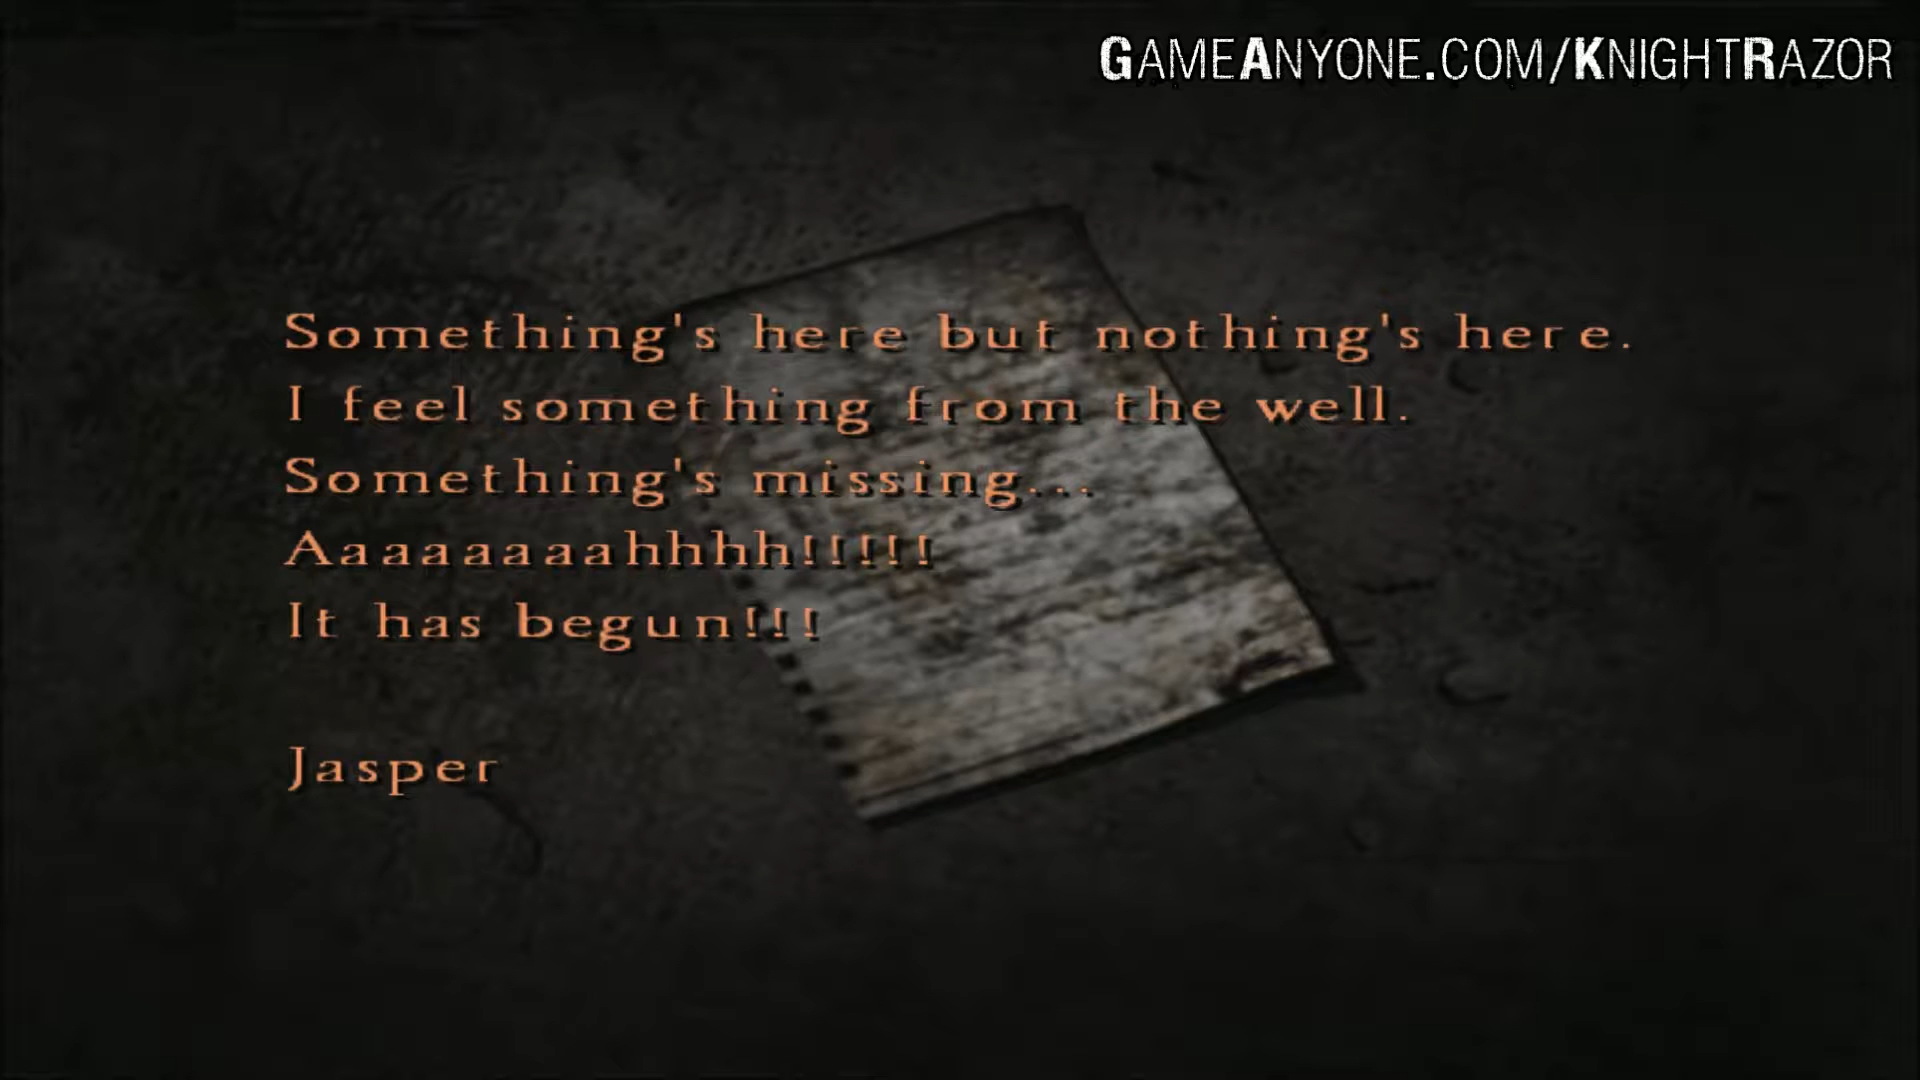 GAMEANYONE.COM/KNIGHTRAZOR
Something's here but nothing's here.
I feel something from the well.
Something's missing...
Aaaaaaaahhhh!!!!!
It has begun!!!
Jasper